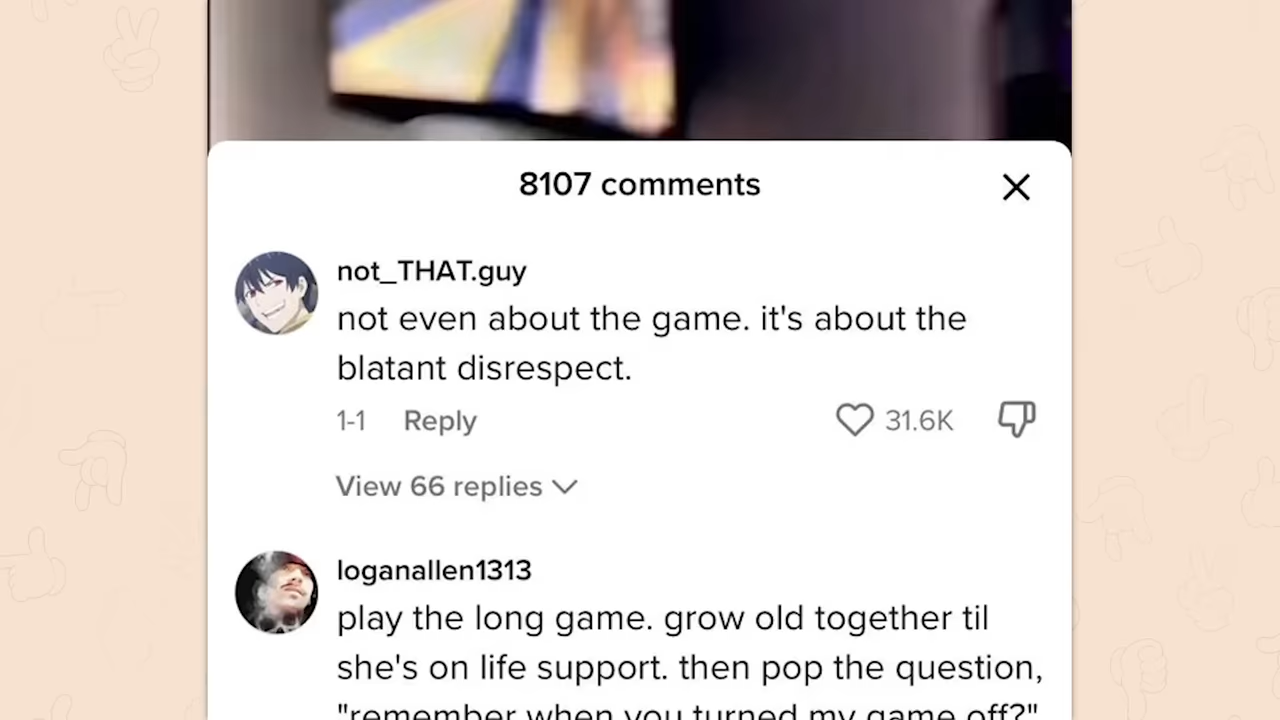 8107 comments
not_THAT.guy
not even about the game. it's about the
blatant disrespect.
1-1 Reply 31.6K
View 66 replies
loganallen1313
play the long game. grow old together til
she's on life support. then pop the question,
"remember when you turned my game off?"